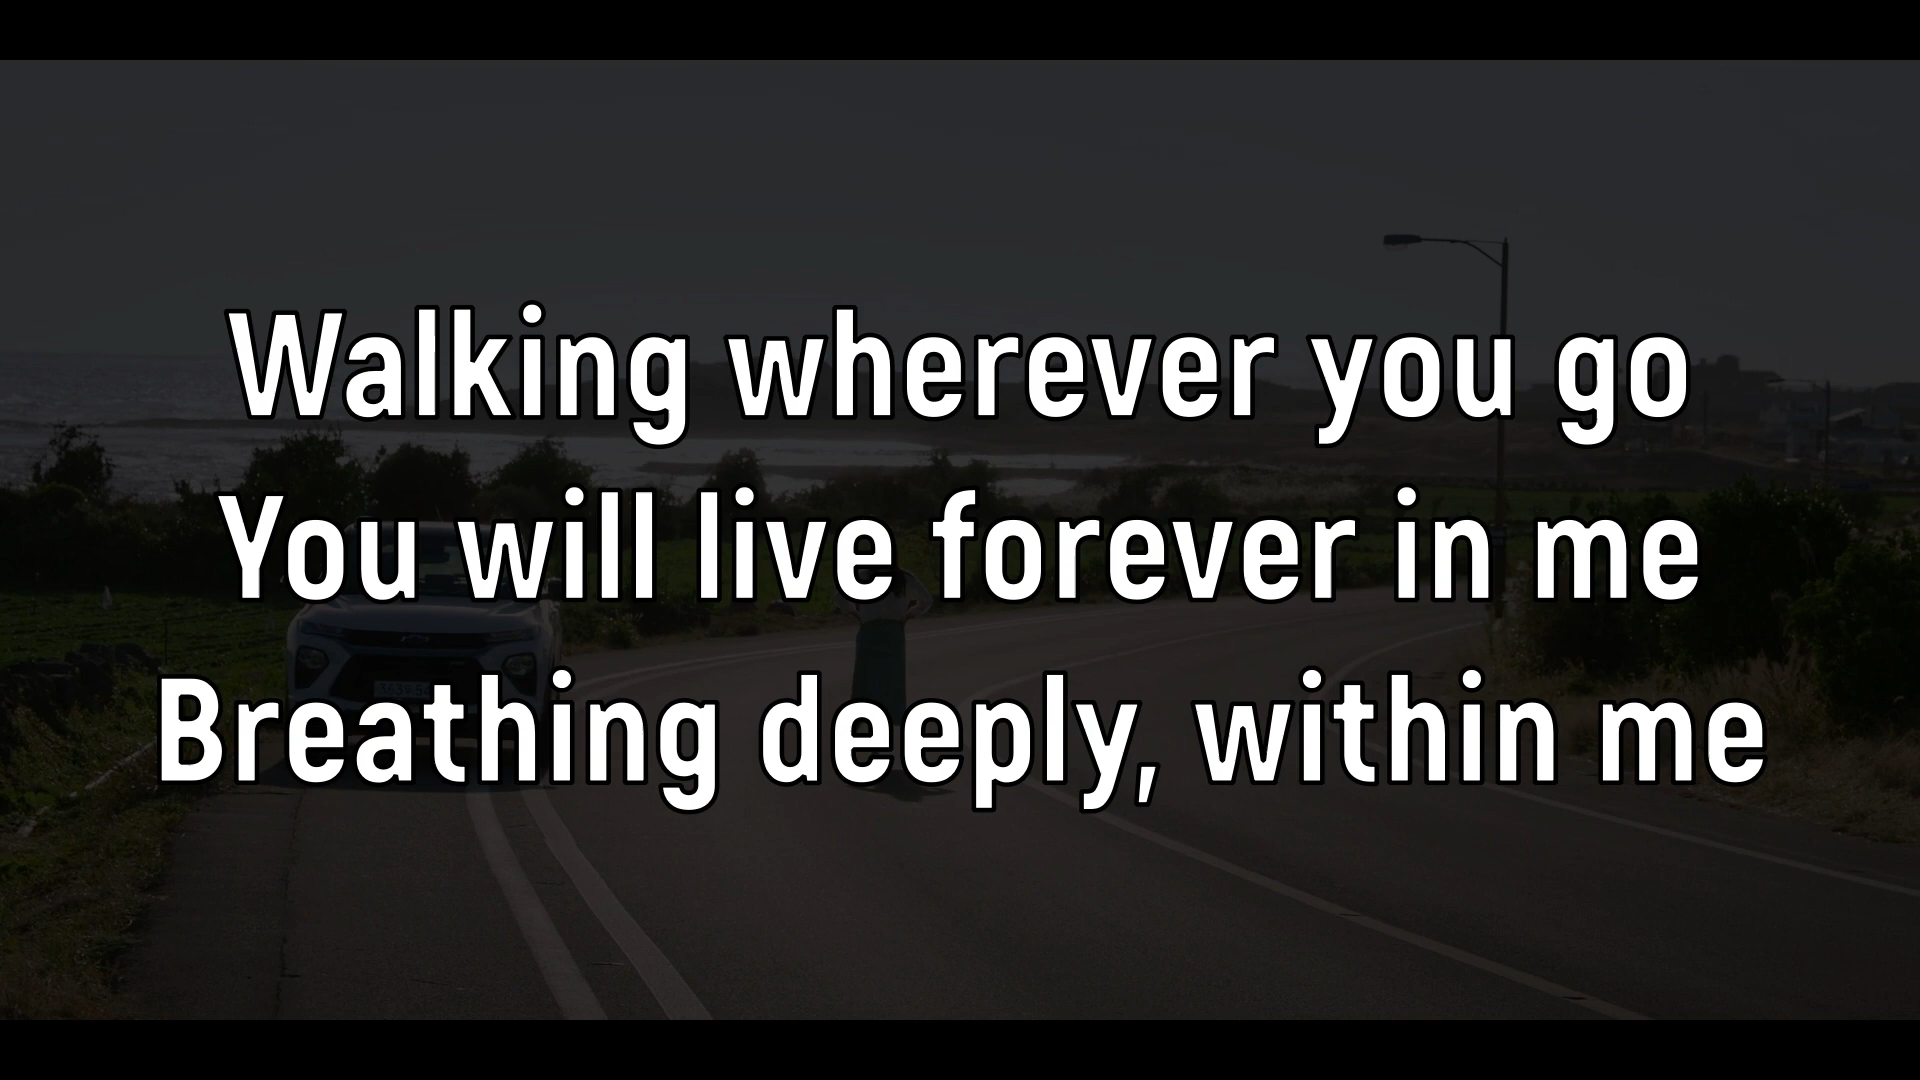 Walking wherever you go
You will live forever in me
Breathing deeply, within me